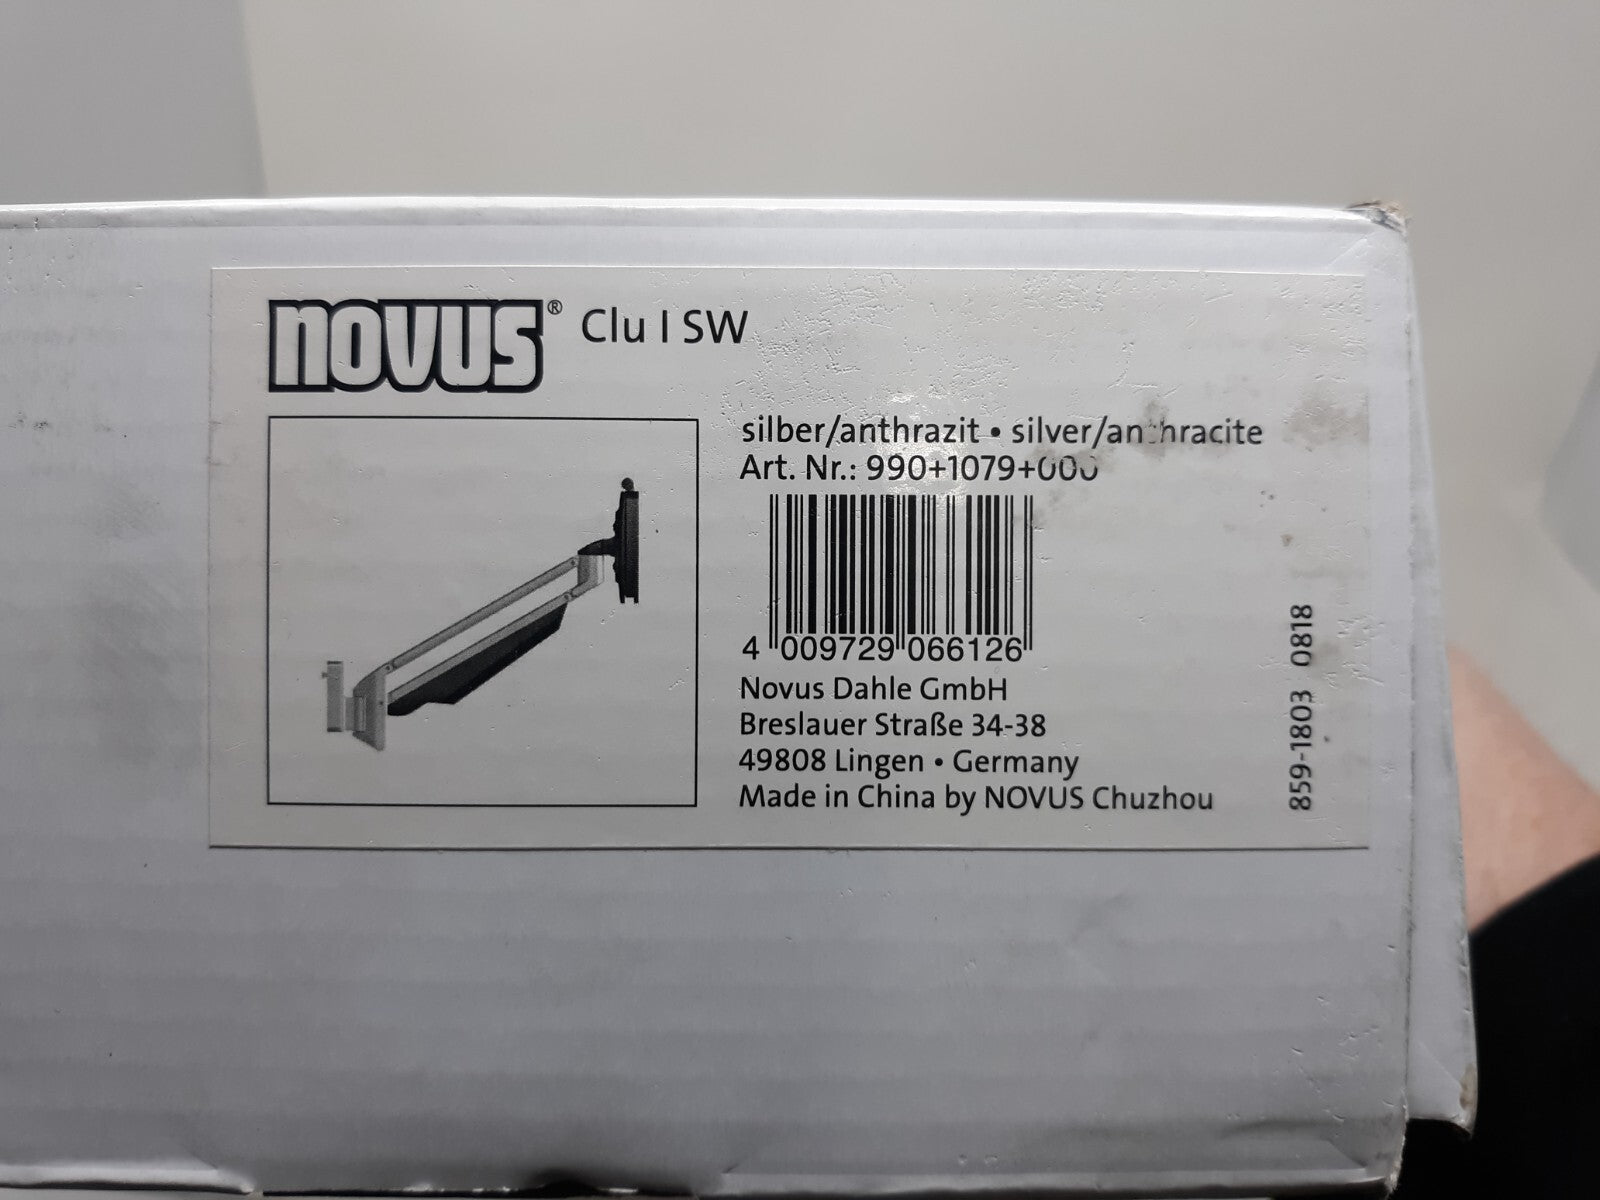 novus® Clu I SW
silber/anthrazit • silver/anthracite
Art. Nr.: 990+1079+000
4 009729 066126
Novus Dahle GmbH
Breslauer Straße 34-38
49808 Lingen • Germany
Made in China by NOVUS Chuzhou
859-1803 0818